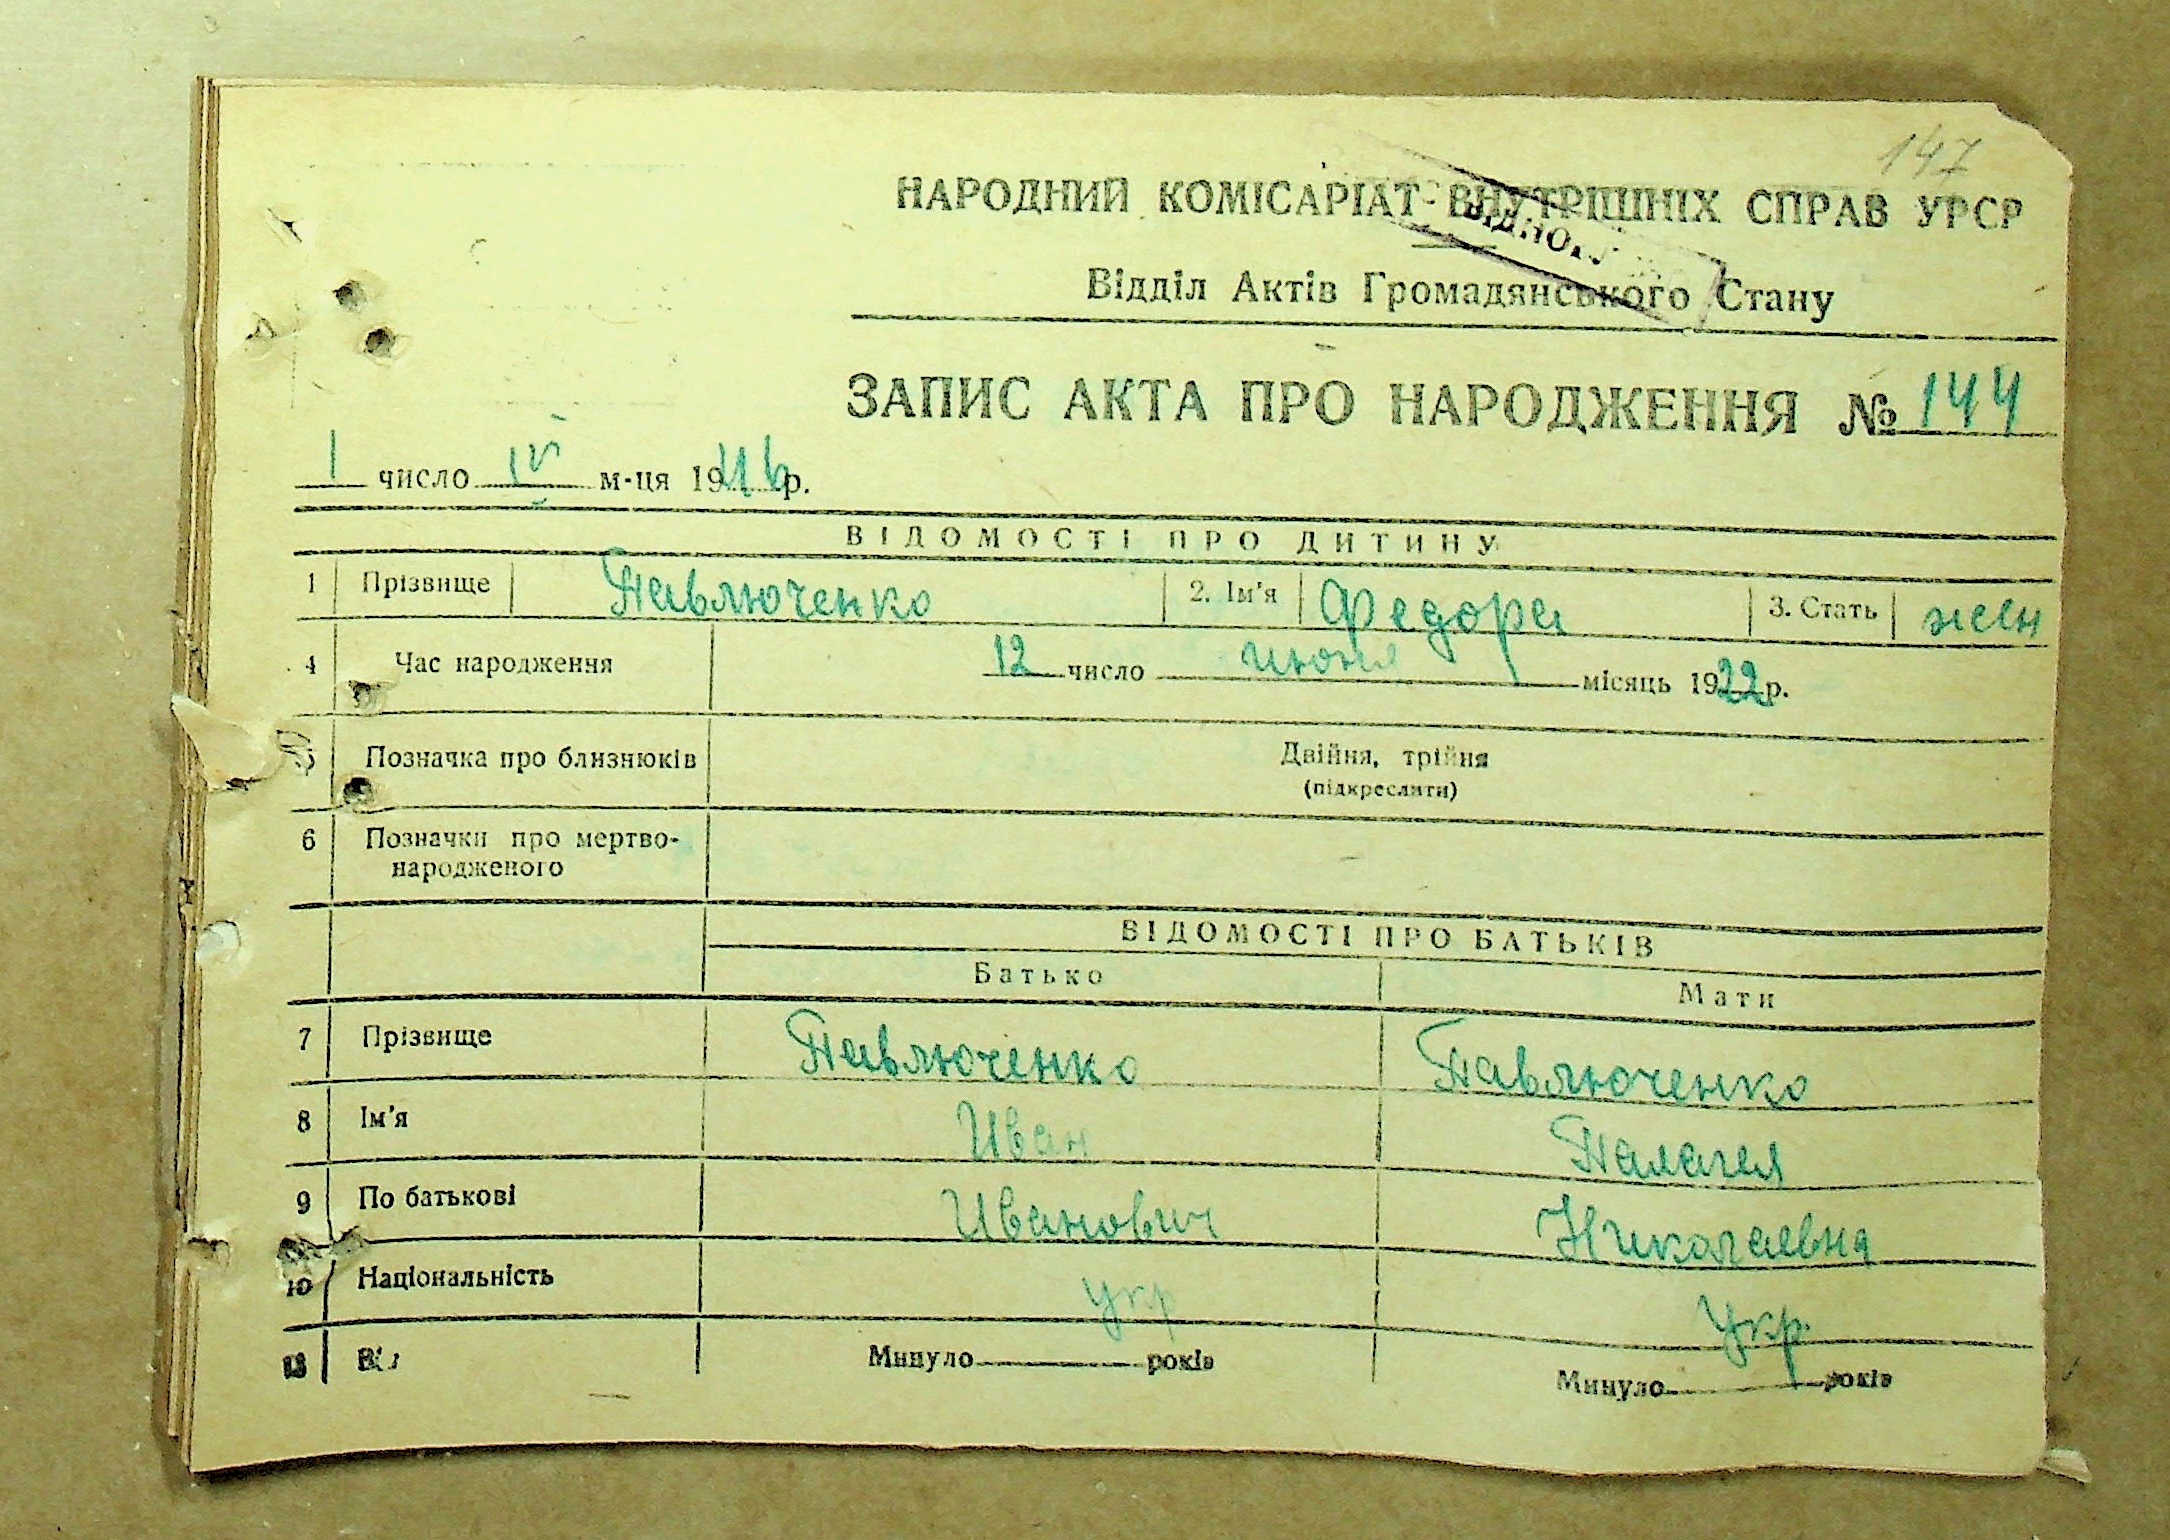 147
НАРОДНИЙ КОМІСАРІАТ ВНУТРІШНІХ СПРАВ УРСР
Відділ Актів Громадянського Стану
ЗАПИС АКТА ПРО НАРОДЖЕННЯ № 144
1 число IV м-ця 1946 р.
ВІДОМОСТІ ПРО ДИТИНУ
1 Прізвище Павлюченко 2. Ім'я Федора 3. Стать жен
4 Час народження 12 число июня місяць 1922 р.
5 Позначка про близнюків Двійня, трійня
(підкреслити)
6 Позначки про мертво-
народженого
ВІДОМОСТІ ПРО БАТЬКІВ
Батько Мати
7 Прізвище Павлюченко Павлюченко
8 Ім'я Иван Палагея
9 По батькові Иванович Николаевна
10 Національність укр Укр.
Минуло років Минуло років